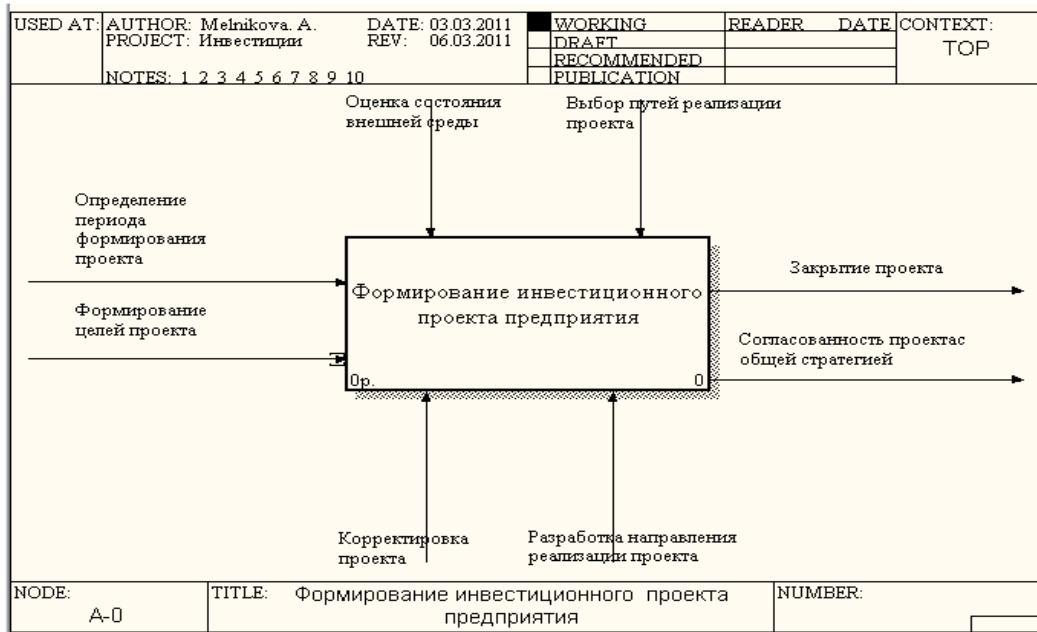 USED AT: AUTHOR: Melnikova. A. DATE: 03.03.2011 WORKING READER DATE CONTEXT:
PROJECT: Инвестиции REV: 06.03.2011 DRAFT TOP
RECOMMENDED
NOTES: 1 2 3 4 5 6 7 8 9 10 PUBLICATION
Оценка состояния
внешней среды
Выбор путей реализации
проекта
Определение
периода
формирования
проекта
Формирование
целей проекта
Формирование инвестиционного
проекта предприятия
0р. 0
Закрытие проекта
Согласованность проектас
общей стратегией
Корректировка
проекта
Разработка направления
реализации проекта
NODE: TITLE: Формирование инвестиционного проекта NUMBER:
A-0 предприятия